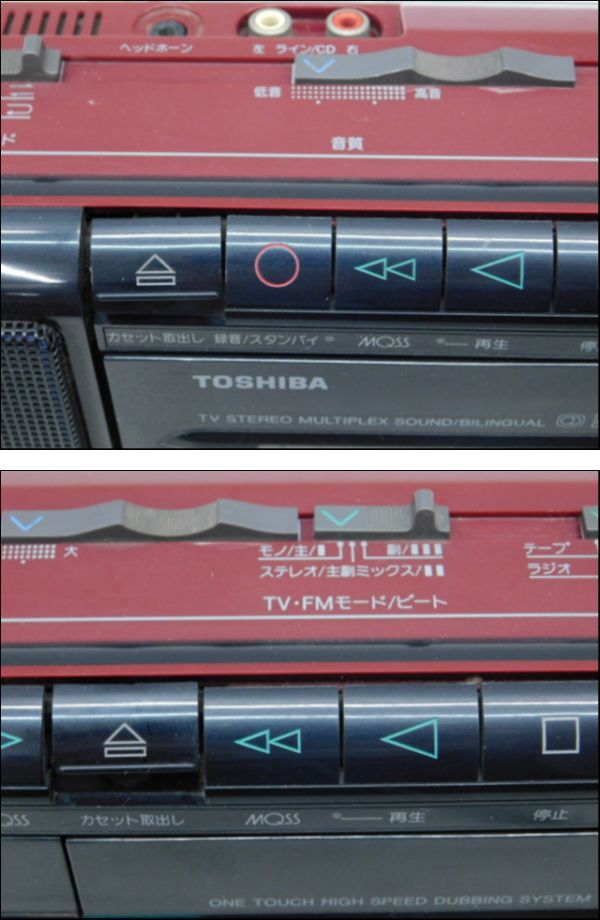 ヘッドホーン 左 ライン/CD 右
低音 高音
ド 音質
カセット取出し 録音/スタンバイ MQSS 再生 停
TOSHIBA
TV STEREO MULTIPLEX SOUND/BILINGUAL
大 モノ/主/ 副/ テープ
ステレオ/主副ミックス/ ラジオ
TV・FMモード/ビート
QSS カセット取出し MQSS 再生 停止
ONE TOUCH HIGH SPEED DUBBING SYSTEM